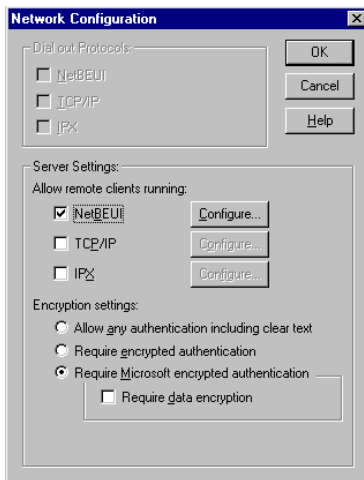 Network Configuration
Dial out Protocols:
OK
NetBEUI
Cancel
TCP/IP
IPX
Help
Server Settings:
Allow remote clients running:
NetBEUI Configure...
TCP/IP Configure...
IPX Configure...
Encryption settings:
Allow any authentication including clear text
Require encrypted authentication
Require Microsoft encrypted authentication
Require data encryption